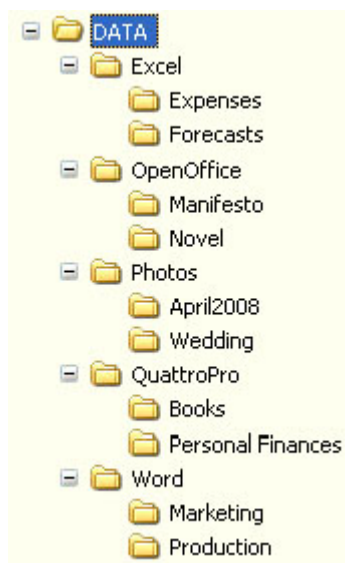 DATA
Excel
Expenses
Forecasts
OpenOffice
Manifesto
Novel
Photos
April2008
Wedding
QuattroPro
Books
Personal Finances
Word
Marketing
Production